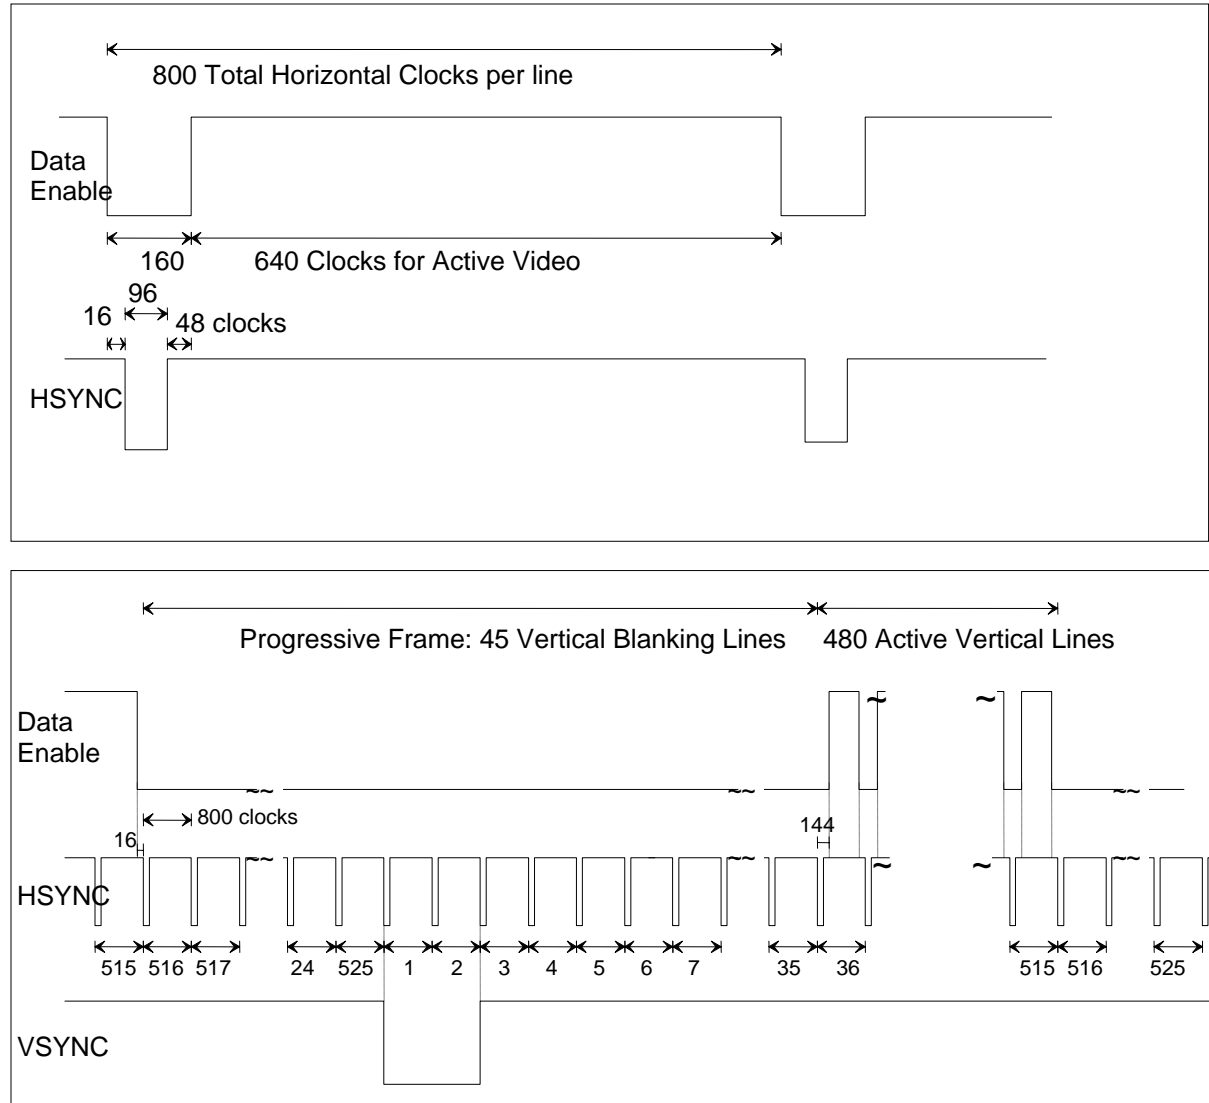 800 Total Horizontal Clocks per line
Data
Enable
160
640 Clocks for Active Video
96
16
48 clocks
HSYNC
Progressive Frame: 45 Vertical Blanking Lines
480 Active Vertical Lines
Data
Enable
~~
~~
~
~
~~
800 clocks
16
144
HSYNC
~~
~~
~
~
~~
515 516 517 24 525 1 2 3 4 5 6 7 35 36 515 516 525
VSYNC